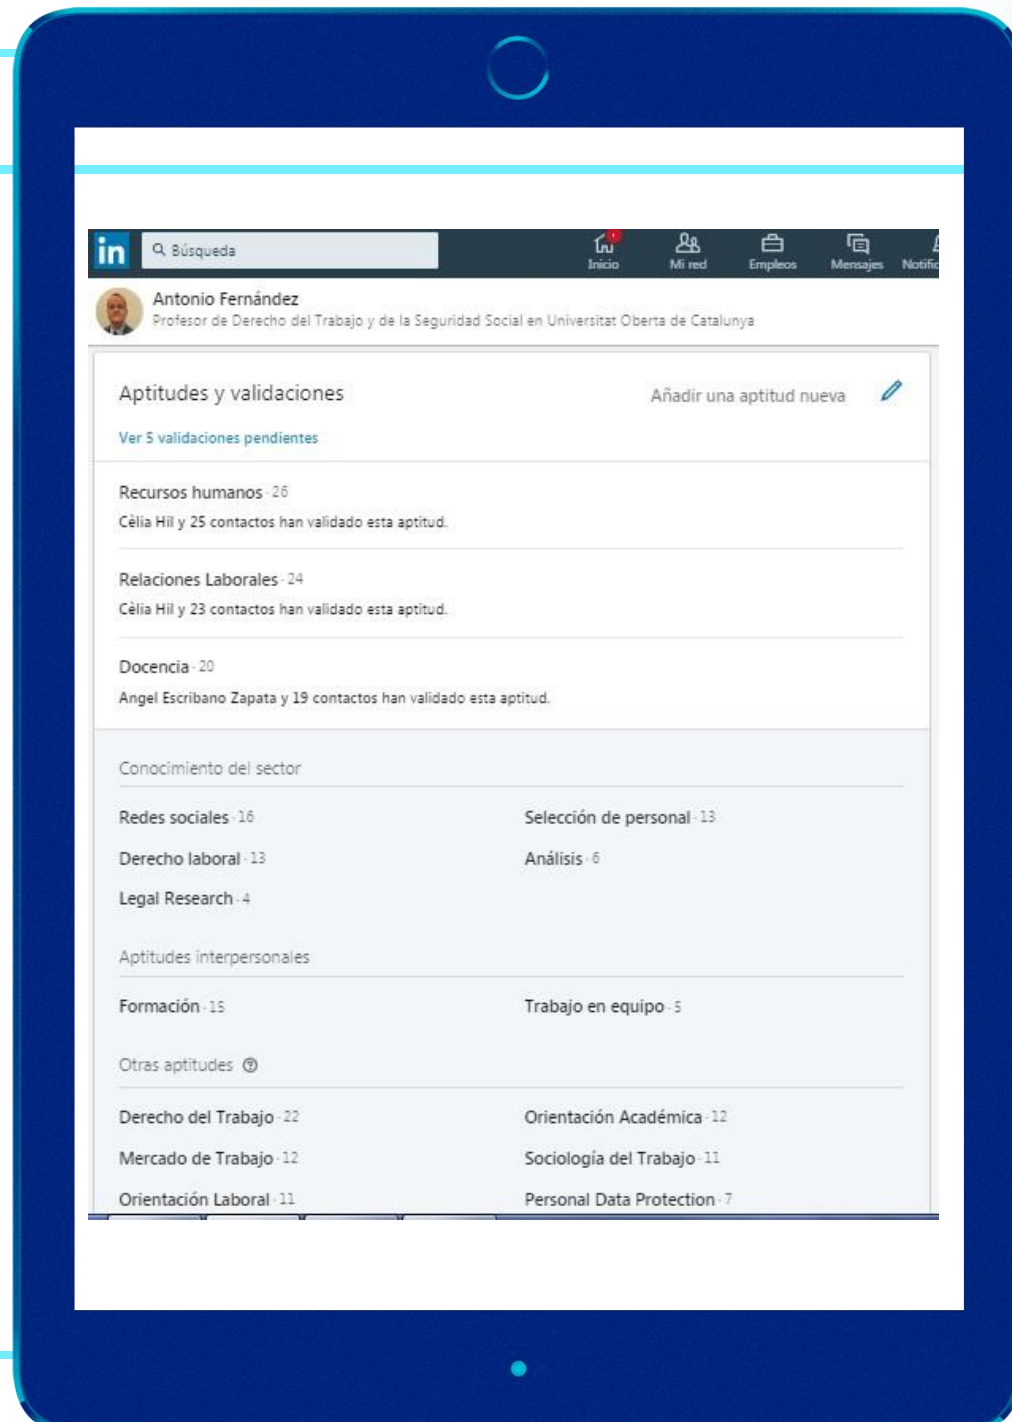 in Búsqueda
Inicio Mi red Empleos Mensajes Notific
Antonio Fernández
Profesor de Derecho del Trabajo y de la Seguridad Social en Universitat Oberta de Catalunya
Aptitudes y validaciones Añadir una aptitud nueva
Ver 5 validaciones pendientes
Recursos humanos · 26
Cèlia Hil y 25 contactos han validado esta aptitud.
Relaciones Laborales · 24
Cèlia Hil y 23 contactos han validado esta aptitud.
Docencia · 20
Angel Escribano Zapata y 19 contactos han validado esta aptitud.
Conocimiento del sector
Redes sociales · 16 Selección de personal · 13
Derecho laboral · 13 Análisis · 6
Legal Research · 4
Aptitudes interpersonales
Formación · 15 Trabajo en equipo · 5
Otras aptitudes ?
Derecho del Trabajo · 22 Orientación Académica · 12
Mercado de Trabajo · 12 Sociología del Trabajo · 11
Orientación Laboral · 11 Personal Data Protection · 7